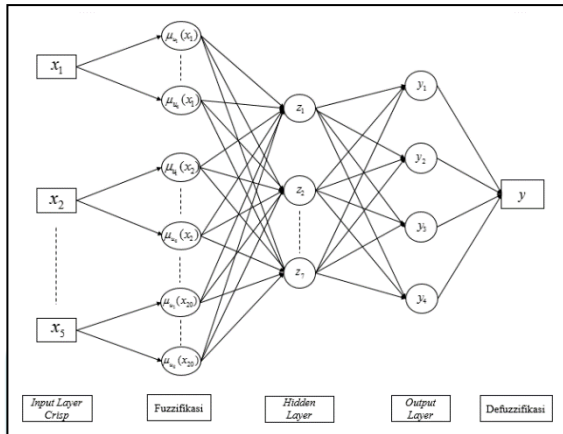 x₁
x₂
x₅
μ (x₁)
μ (x₁)
μ (x₂)
μ (x₂)
μ (x₂₀)
μ (x₂₀)
z₁
z₂
z₇
y₁
y₂
y₃
y₄
y
Input Layer
Crisp
Fuzzifikasi
Hidden
Layer
Output
Layer
Defuzzifikasi